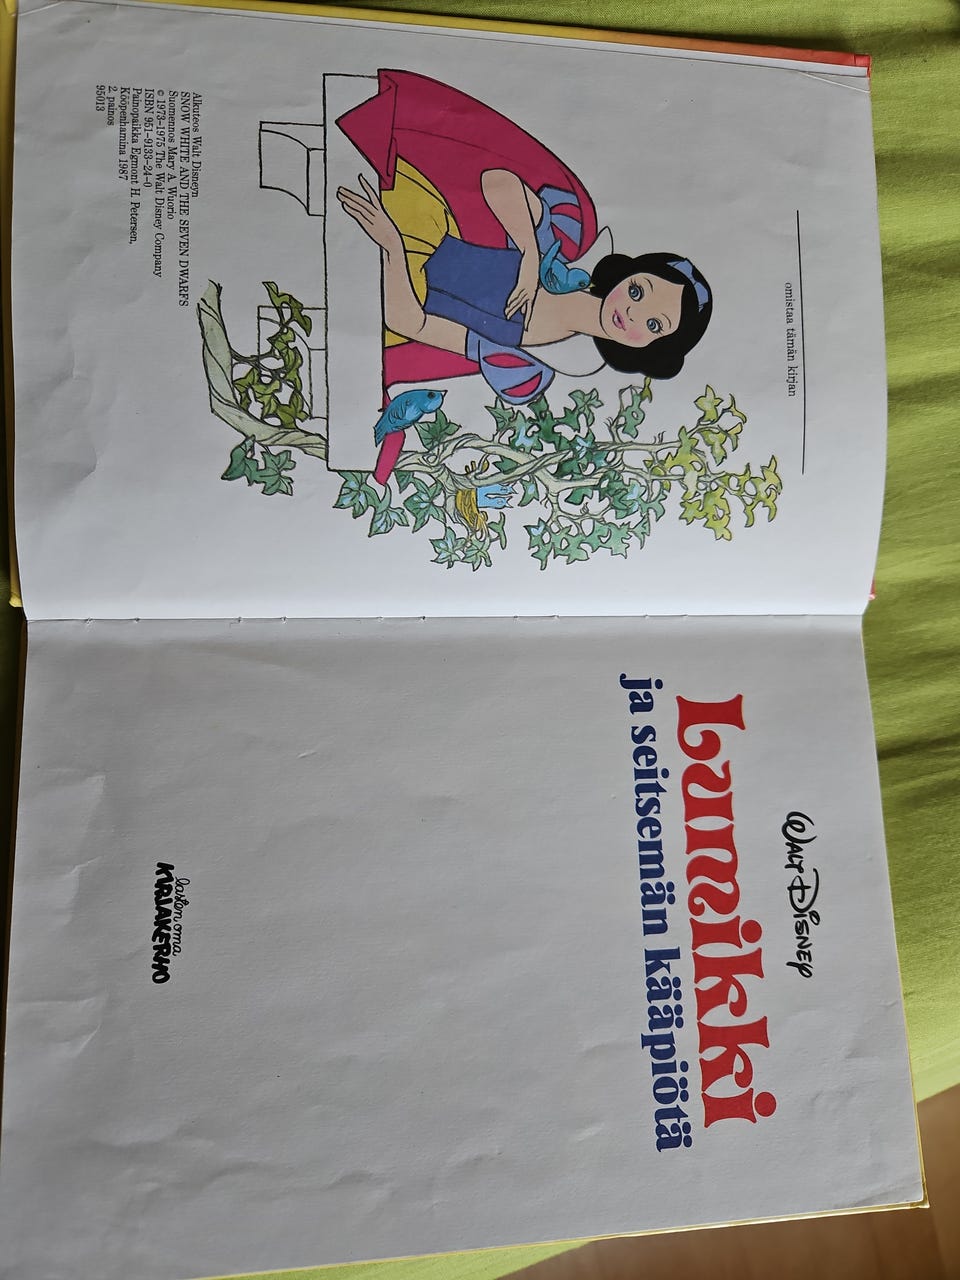 omistaa tämän kirjan
Alkuteos Walt Disneyn
SNOW WHITE AND THE SEVEN DWARFS
Suomennos Mary A. Wuorio
© 1973-1975 The Walt Disney Company
ISBN 951-9133-24-0
Painopaikka Egmont H. Petersen,
Kööpenhamina 1987
2. painos
95013
WALT DISNEY
Lumikki
ja seitsemän kääpiötä
lasten oma
KIRJAKERHO